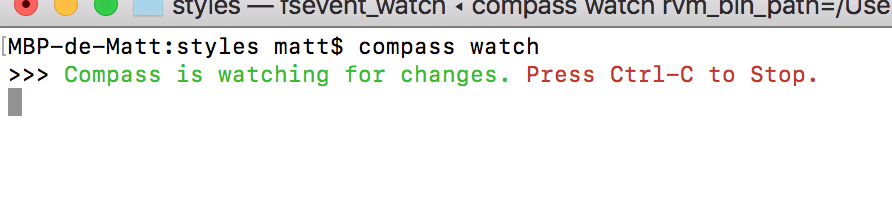 styles — fsevent_watch ◂ compass watch rvm_bin_path=/Use
MBP-de-Matt:styles matt$ compass watch
>>> Compass is watching for changes. Press Ctrl-C to Stop.